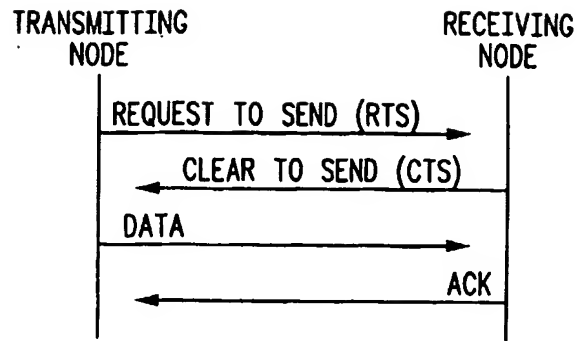 TRANSMITTING
NODE
RECEIVING
NODE
REQUEST TO SEND (RTS)
CLEAR TO SEND (CTS)
DATA
ACK